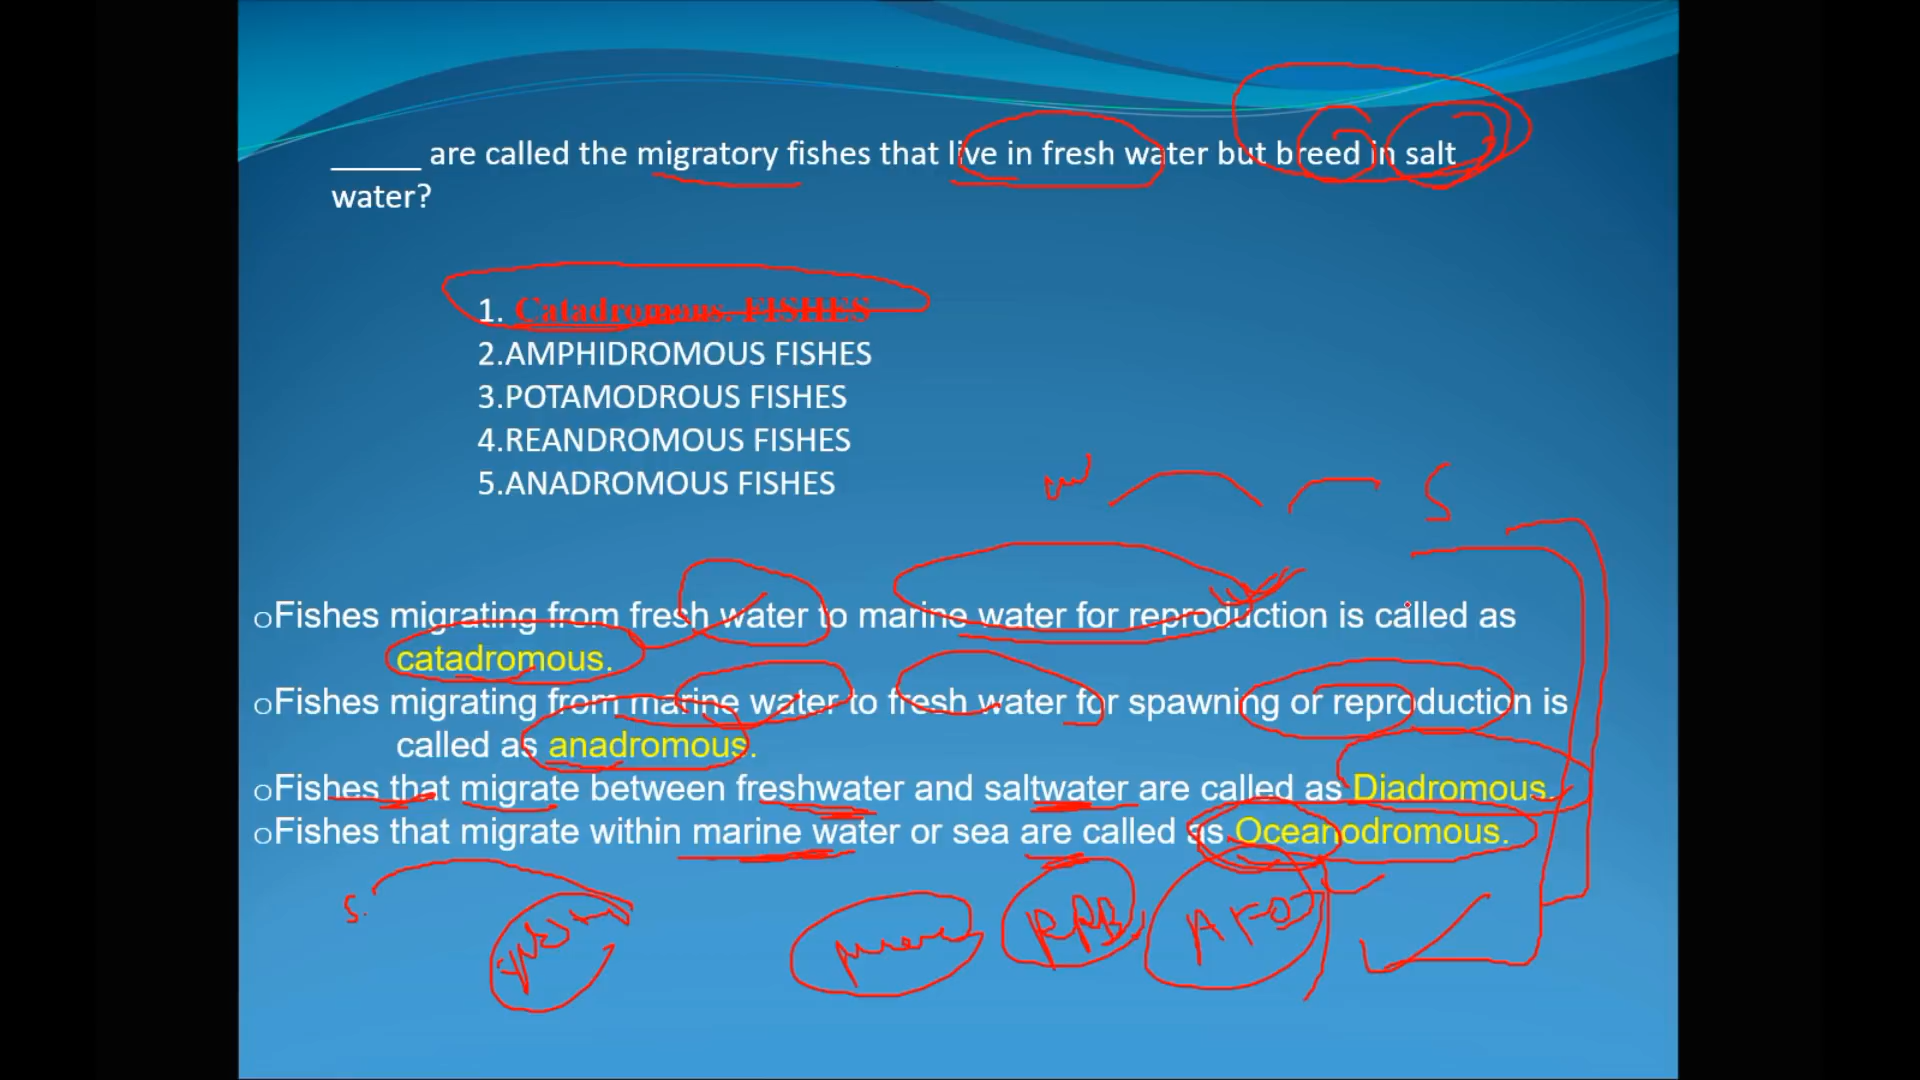 _____ are called the migratory fishes that live in fresh water but breed in salt
water?
1. Catadromous. FISHES
2.AMPHIDROMOUS FISHES
3.POTAMODROUS FISHES
4.REANDROMOUS FISHES
5.ANADROMOUS FISHES
W S
oFishes migrating from fresh water to marine water for reproduction is called as
catadromous.
oFishes migrating from marine water to fresh water for spawning or reproduction is
called as anadromous.
oFishes that migrate between freshwater and saltwater are called as Diadromous.
oFishes that migrate within marine water or sea are called as Oceanodromous.
S.
RRB
AFO